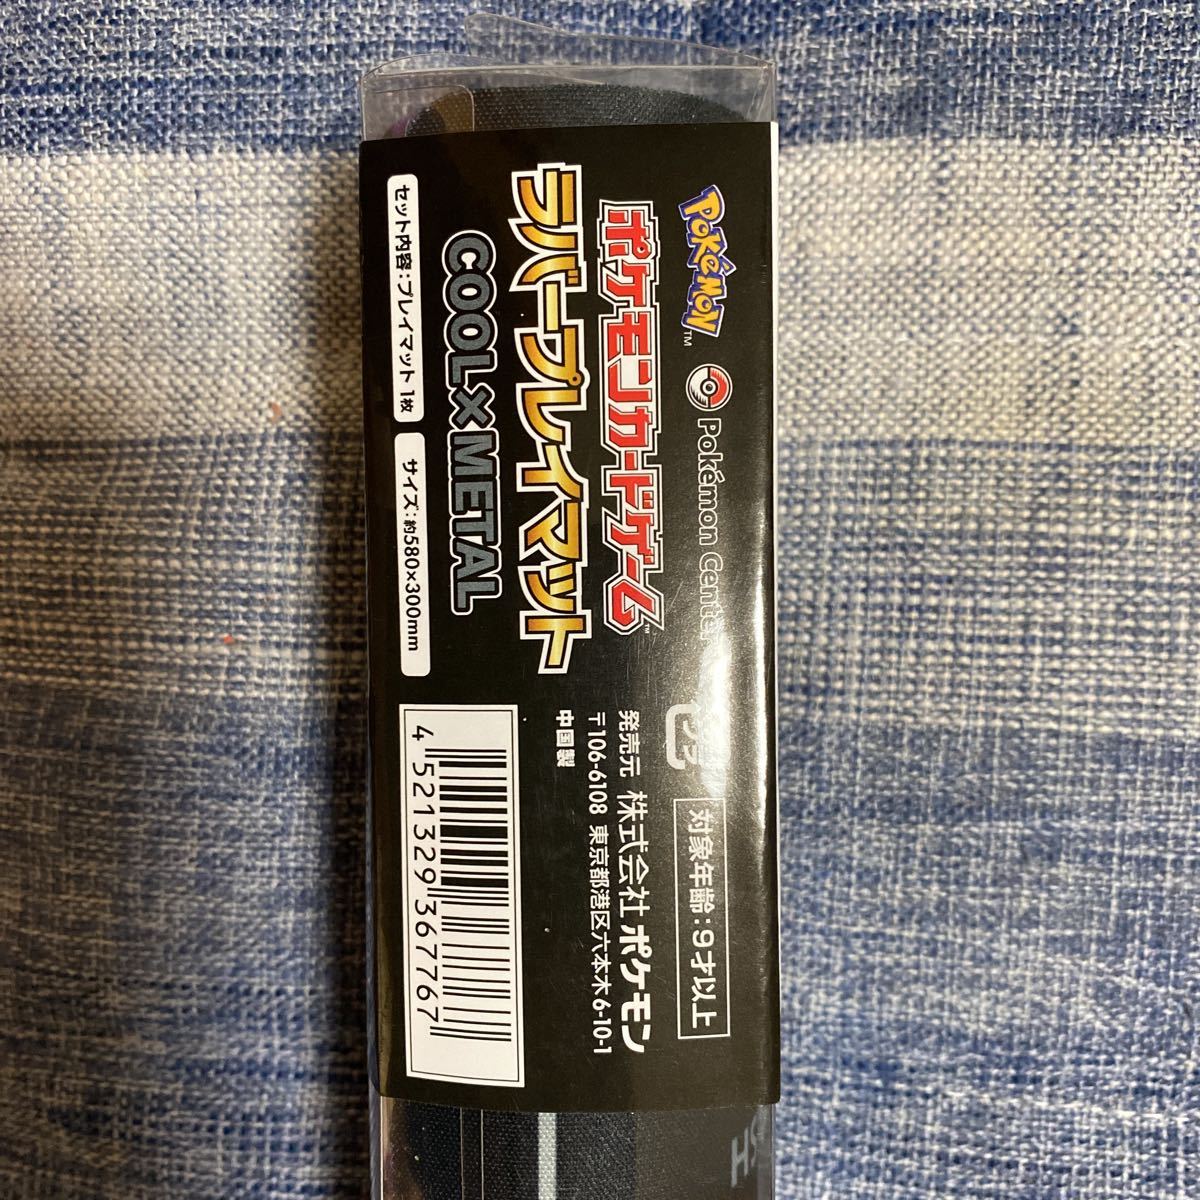 Pokémon™ Pokémon Center
ポケモンカードゲーム™
ラバープレイマット
COOL×METAL
セット内容:プレイマット 1枚
サイズ:約580×300mm
対象年齢:9才以上
発売元 株式会社ポケモン
〒106-6108 東京都港区六本木6-10-1
中国製
4 521329 367767